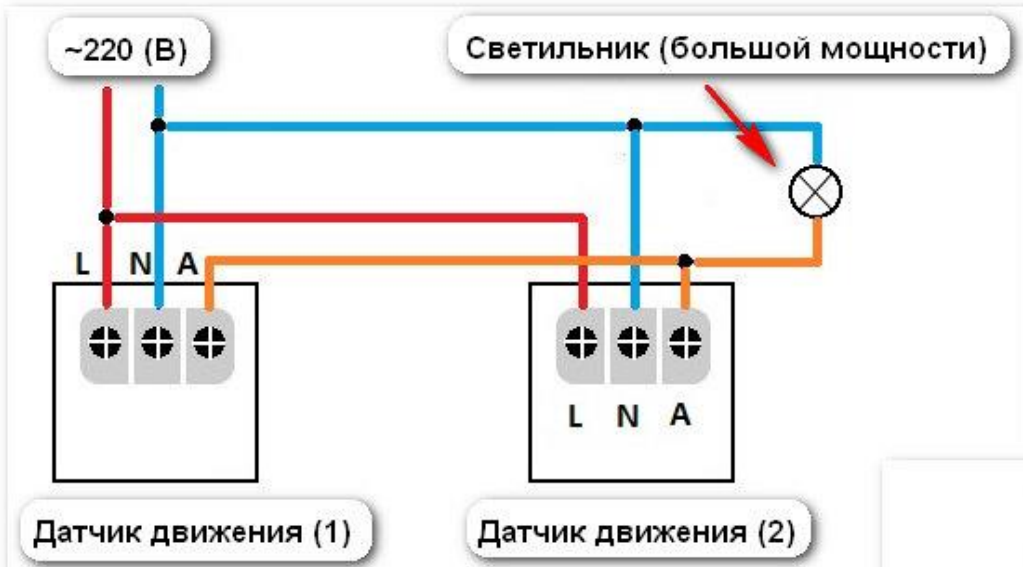 ~220 (В)
Светильник (большой мощности)
L N A
L N A
Датчик движения (1)
Датчик движения (2)